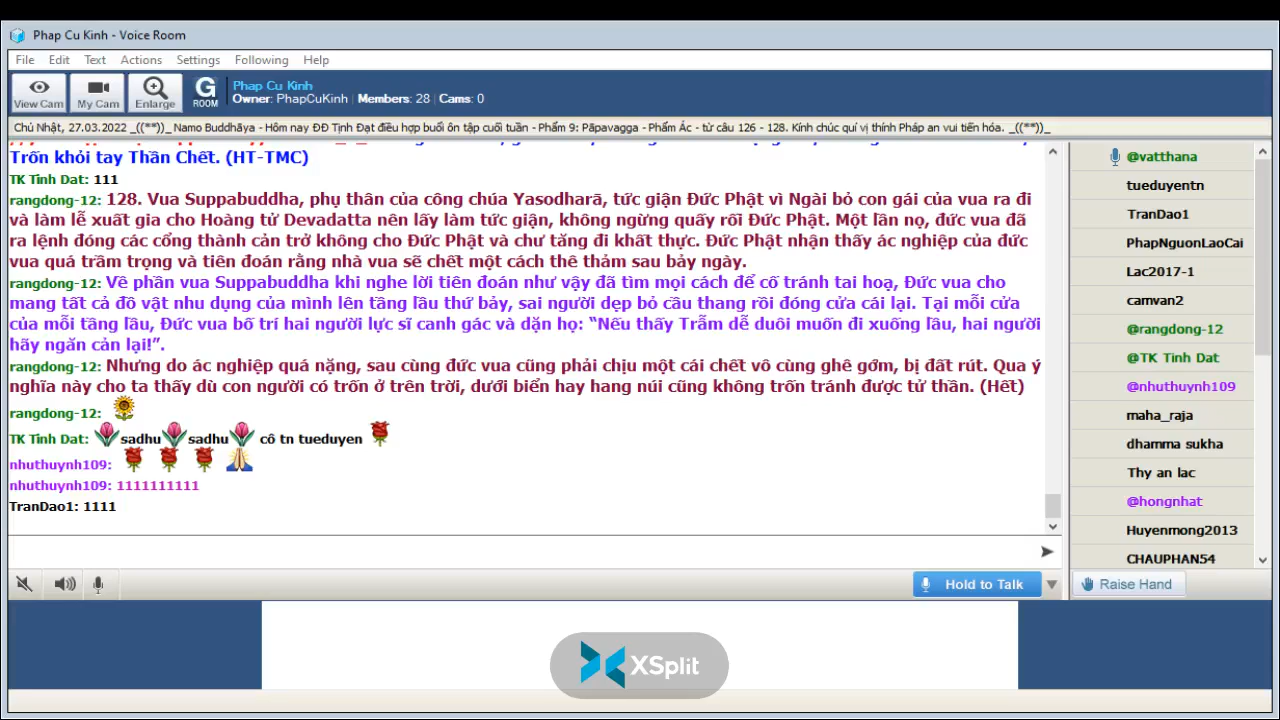 Phap Cu Kinh - Voice Room
File Edit Text Actions Settings Following Help
View Cam My Cam Enlarge G ROOM
Phap Cu Kinh
Owner: PhapCuKinh | Members: 28 | Cams: 0
Chủ Nhật, 27.03.2022 _((**))_ Namo Buddhāya - Hôm nay ĐĐ Tịnh Đạt điều hợp buổi ôn tập cuối tuần - Phẩm 9: Pāpavagga - Phẩm Ác - từ câu 126 - 128. Kính chúc quí vị thính Pháp an vui tiến hóa. _((**))_
Trốn khỏi tay Thần Chết. (HT-TMC)
TK Tinh Dat: 111
rangdong-12: 128. Vua Suppabuddha, phụ thân của công chúa Yasodharā, tức giận Đức Phật vì Ngài bỏ con gái của vua ra đi
và làm lễ xuất gia cho Hoàng tử Devadatta nên lấy làm tức giận, không ngừng quấy rối Đức Phật. Một lần nọ, đức vua đã
ra lệnh đóng các cổng thành cản trở không cho Đức Phật và chư tăng đi khất thực. Đức Phật nhận thấy ác nghiệp của đức
vua quá trầm trọng và tiên đoán rằng nhà vua sẽ chết một cách thê thảm sau bảy ngày.
rangdong-12: Về phần vua Suppabuddha khi nghe lời tiên đoán như vậy đã tìm mọi cách để cố tránh tai hoạ, Đức vua cho
mang tất cả đồ vật nhu dụng của mình lên tầng lầu thứ bảy, sai người dẹp bỏ cầu thang rồi đóng cửa cái lại. Tại mỗi cửa
của mỗi tầng lầu, Đức vua bố trí hai người lực sĩ canh gác và dặn họ: “Nếu thấy Trẫm dễ duôi muốn đi xuống lầu, hai người
hãy ngăn cản lại!”.
rangdong-12: Nhưng do ác nghiệp quá nặng, sau cùng đức vua cũng phải chịu một cái chết vô cùng ghê gớm, bị đất rút. Qua ý
nghĩa này cho ta thấy dù con người có trốn ở trên trời, dưới biển hay hang núi cũng không trốn tránh được tử thần. (Hết)
rangdong-12:
TK Tinh Dat: sadhu sadhu cô tn tueduyen
nhuthuynh109:
nhuthuynh109: 1111111111
TranDao1: 1111
Hold to Talk
@vatthana
tueduyentn
TranDao1
PhapNguonLaoCai
Lac2017-1
camvan2
@rangdong-12
@TK Tinh Dat
@nhuthuynh109
maha_raja
dhamma sukha
Thy an lac
@hongnhat
Huyenmong2013
CHAUPHAN54
Raise Hand
XSplit